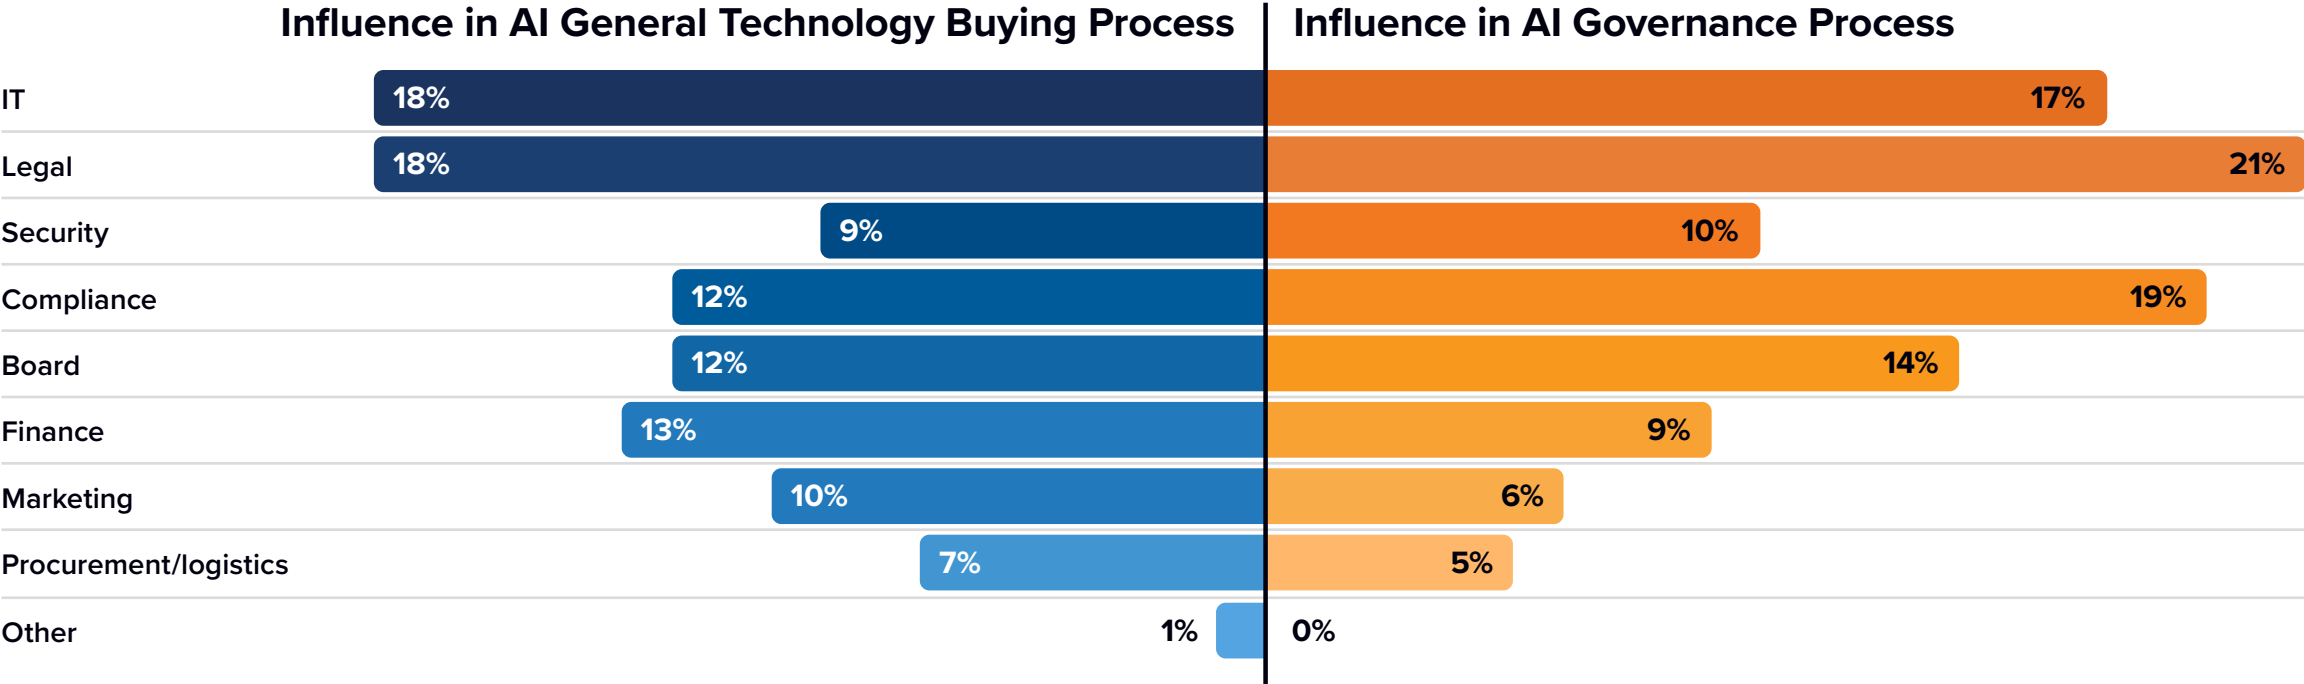 Influence in AI General Technology Buying Process
Influence in AI Governance Process
IT 18% 17%
Legal 18% 21%
Security 9% 10%
Compliance 12% 19%
Board 12% 14%
Finance 13% 9%
Marketing 10% 6%
Procurement/logistics 7% 5%
Other 1% 0%